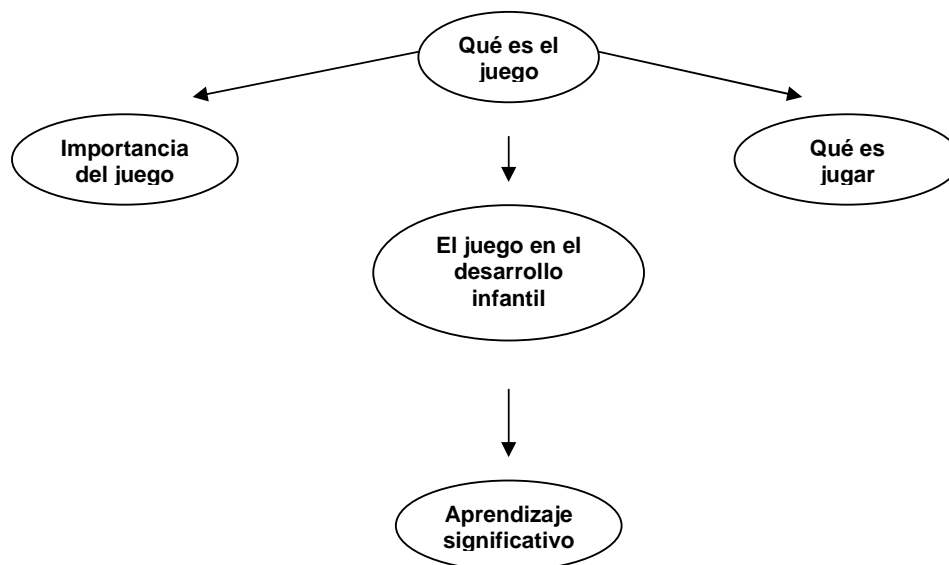 Qué es el
juego
Importancia
del juego
Qué es
jugar
El juego en el
desarrollo
infantil
Aprendizaje
significativo